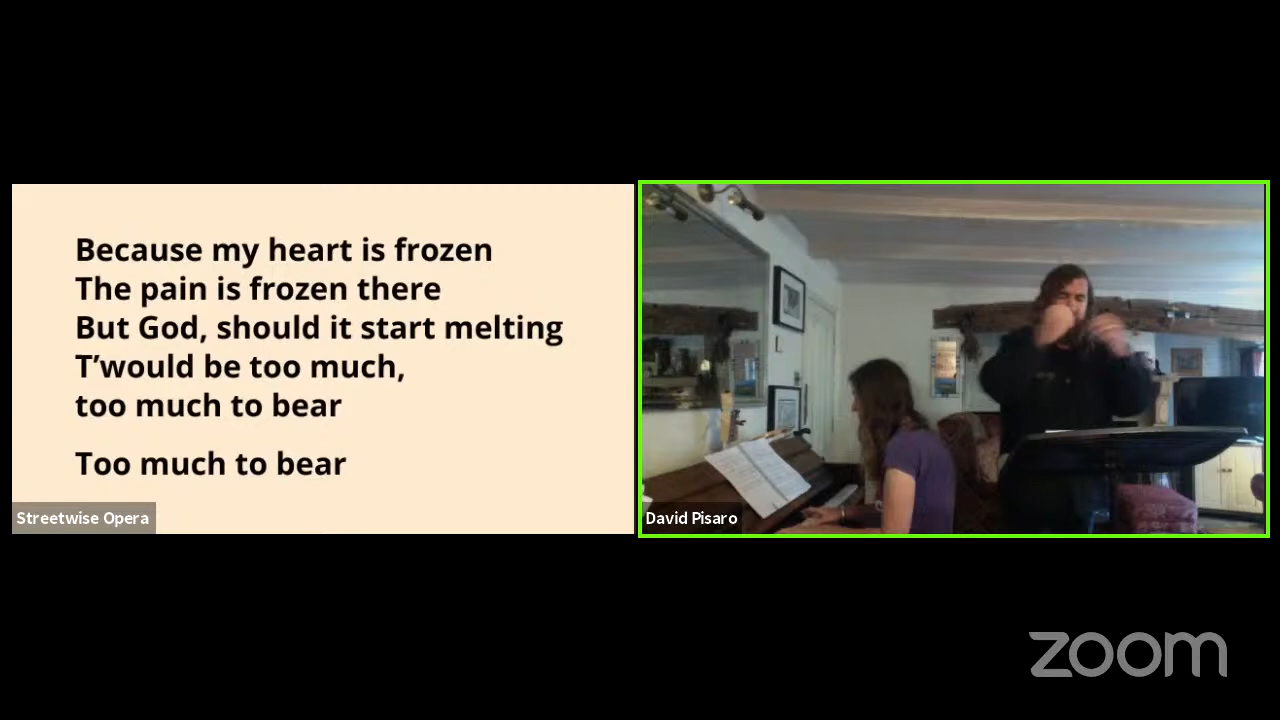 Because my heart is frozen
The pain is frozen there
But God, should it start melting
T’would be too much,
too much to bear
Too much to bear
Streetwise Opera
David Pisaro
zoom